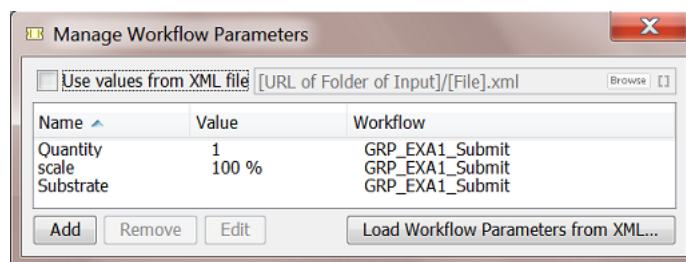 Manage Workflow Parameters
X
Use values from XML file [URL of Folder of Input]/[File].xml Browse []
Name Value Workflow
Quantity 1 GRP_EXA1_Submit
scale 100 % GRP_EXA1_Submit
Substrate GRP_EXA1_Submit
Add Remove Edit Load Workflow Parameters from XML...